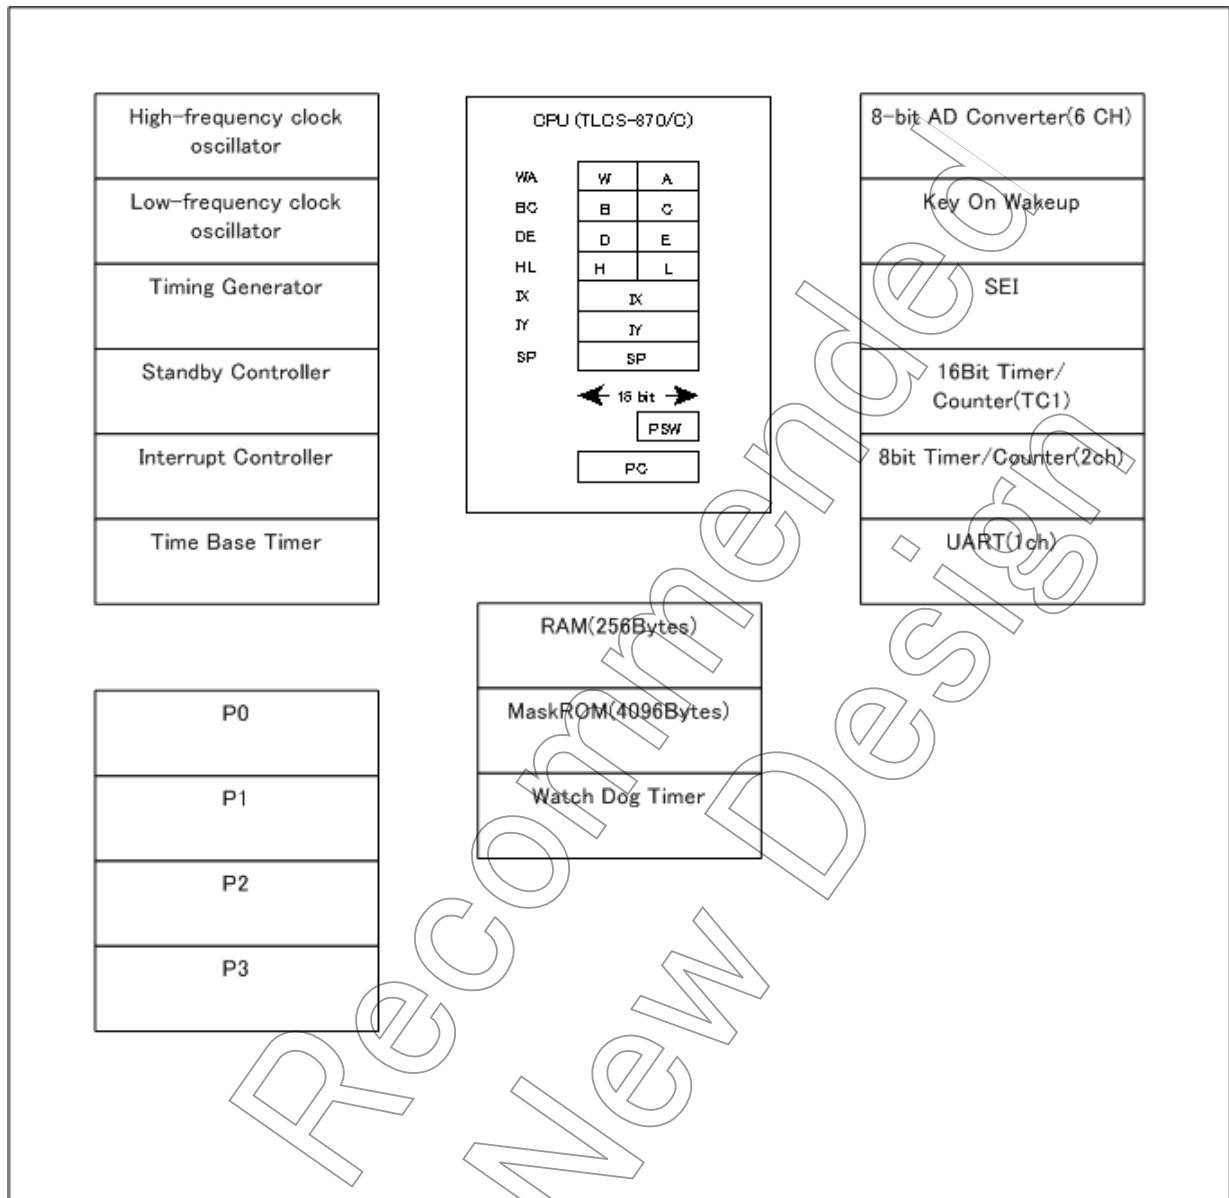 High-frequency clock
oscillator
Low-frequency clock
oscillator
Timing Generator
Standby Controller
Interrupt Controller
Time Base Timer
CPU (TLCS-870/C)
WA W A
BC B C
DE D E
HL H L
IX IX
IY IY
SP SP
16 bit
PSW
PC
8-bit AD Converter(6 CH)
Key On Wakeup
SEI
16Bit Timer/
Counter(TC1)
8bit Timer/Counter(2ch)
UART(1ch)
RAM(256Bytes)
MaskROM(4096Bytes)
Watch Dog Timer
P0
P1
P2
P3
Recommended
New Design